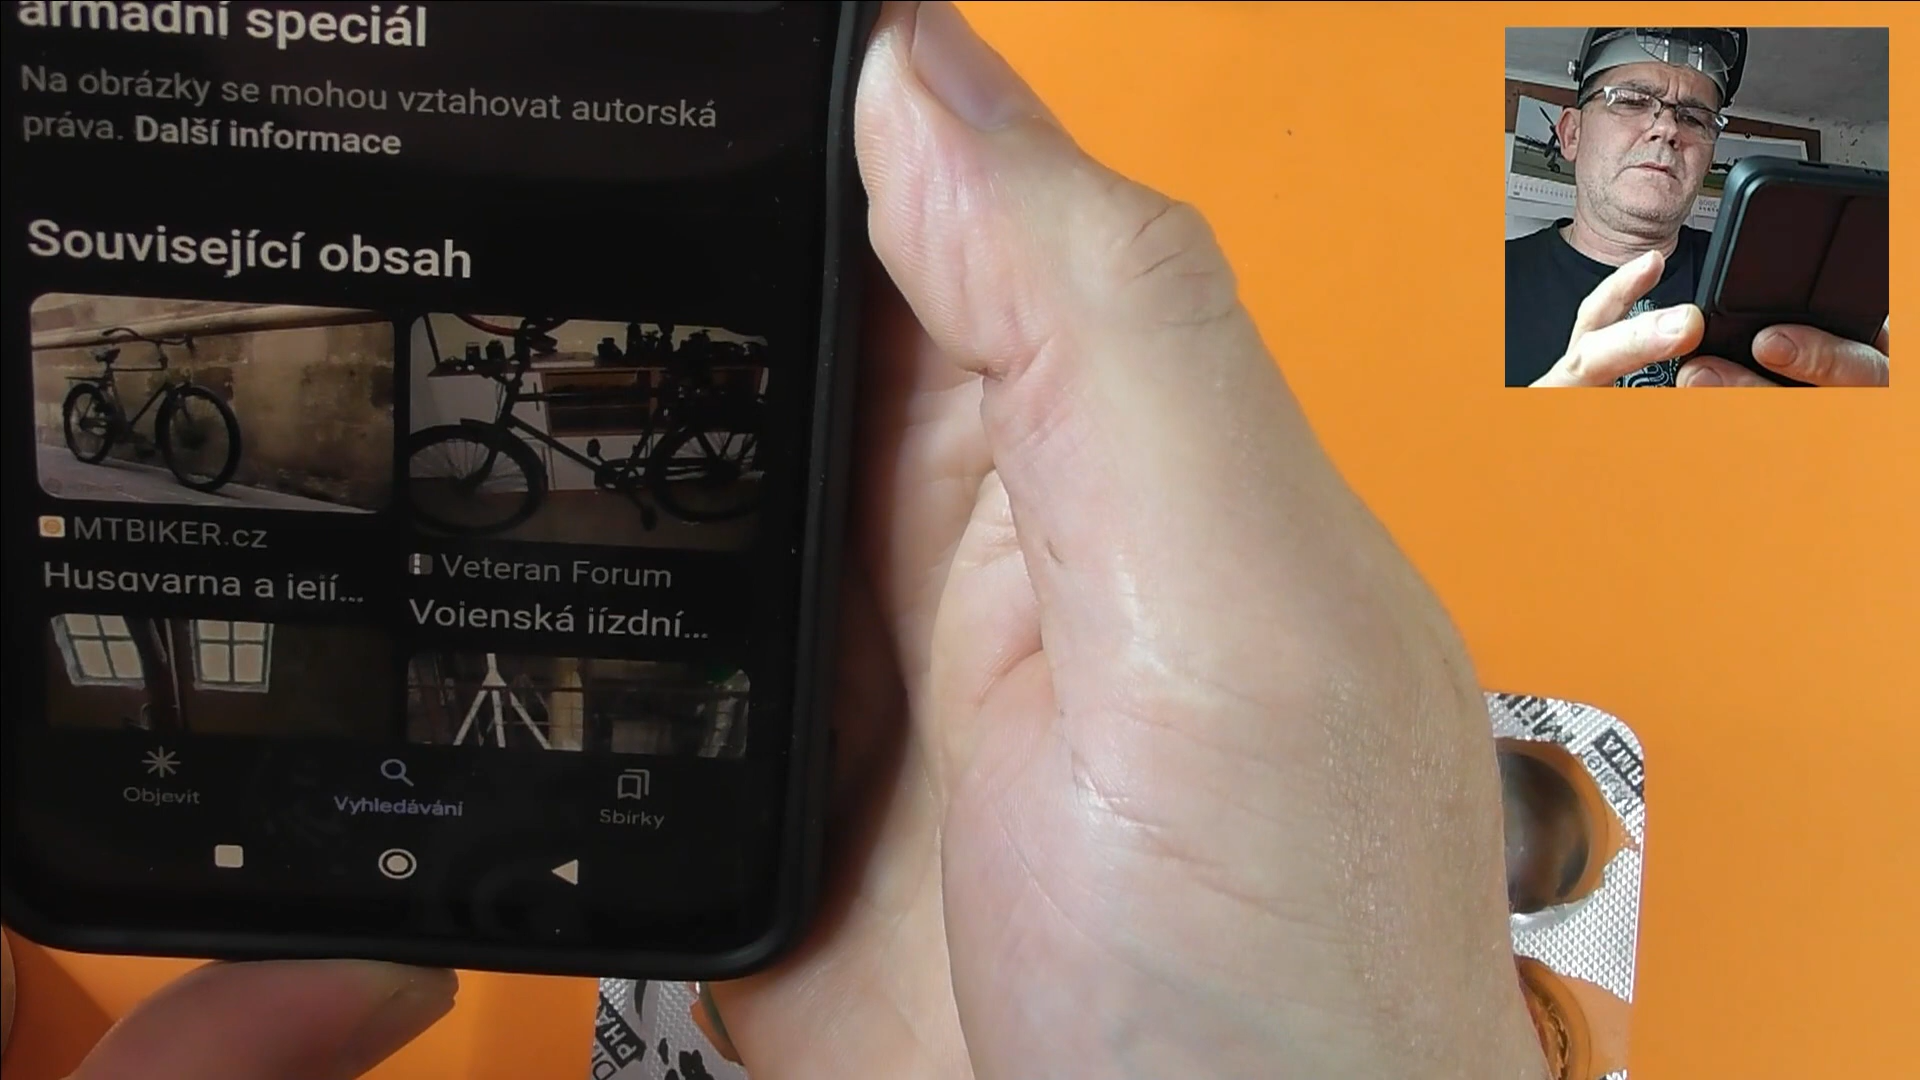 armádní speciál
Na obrázky se mohou vztahovat autorská
práva. Další informace
Související obsah
MTBIKER.cz
Husqvarna a její...
Veteran Forum
Vojenská jízdní...
Objevit
Vyhledávání
Sbírky